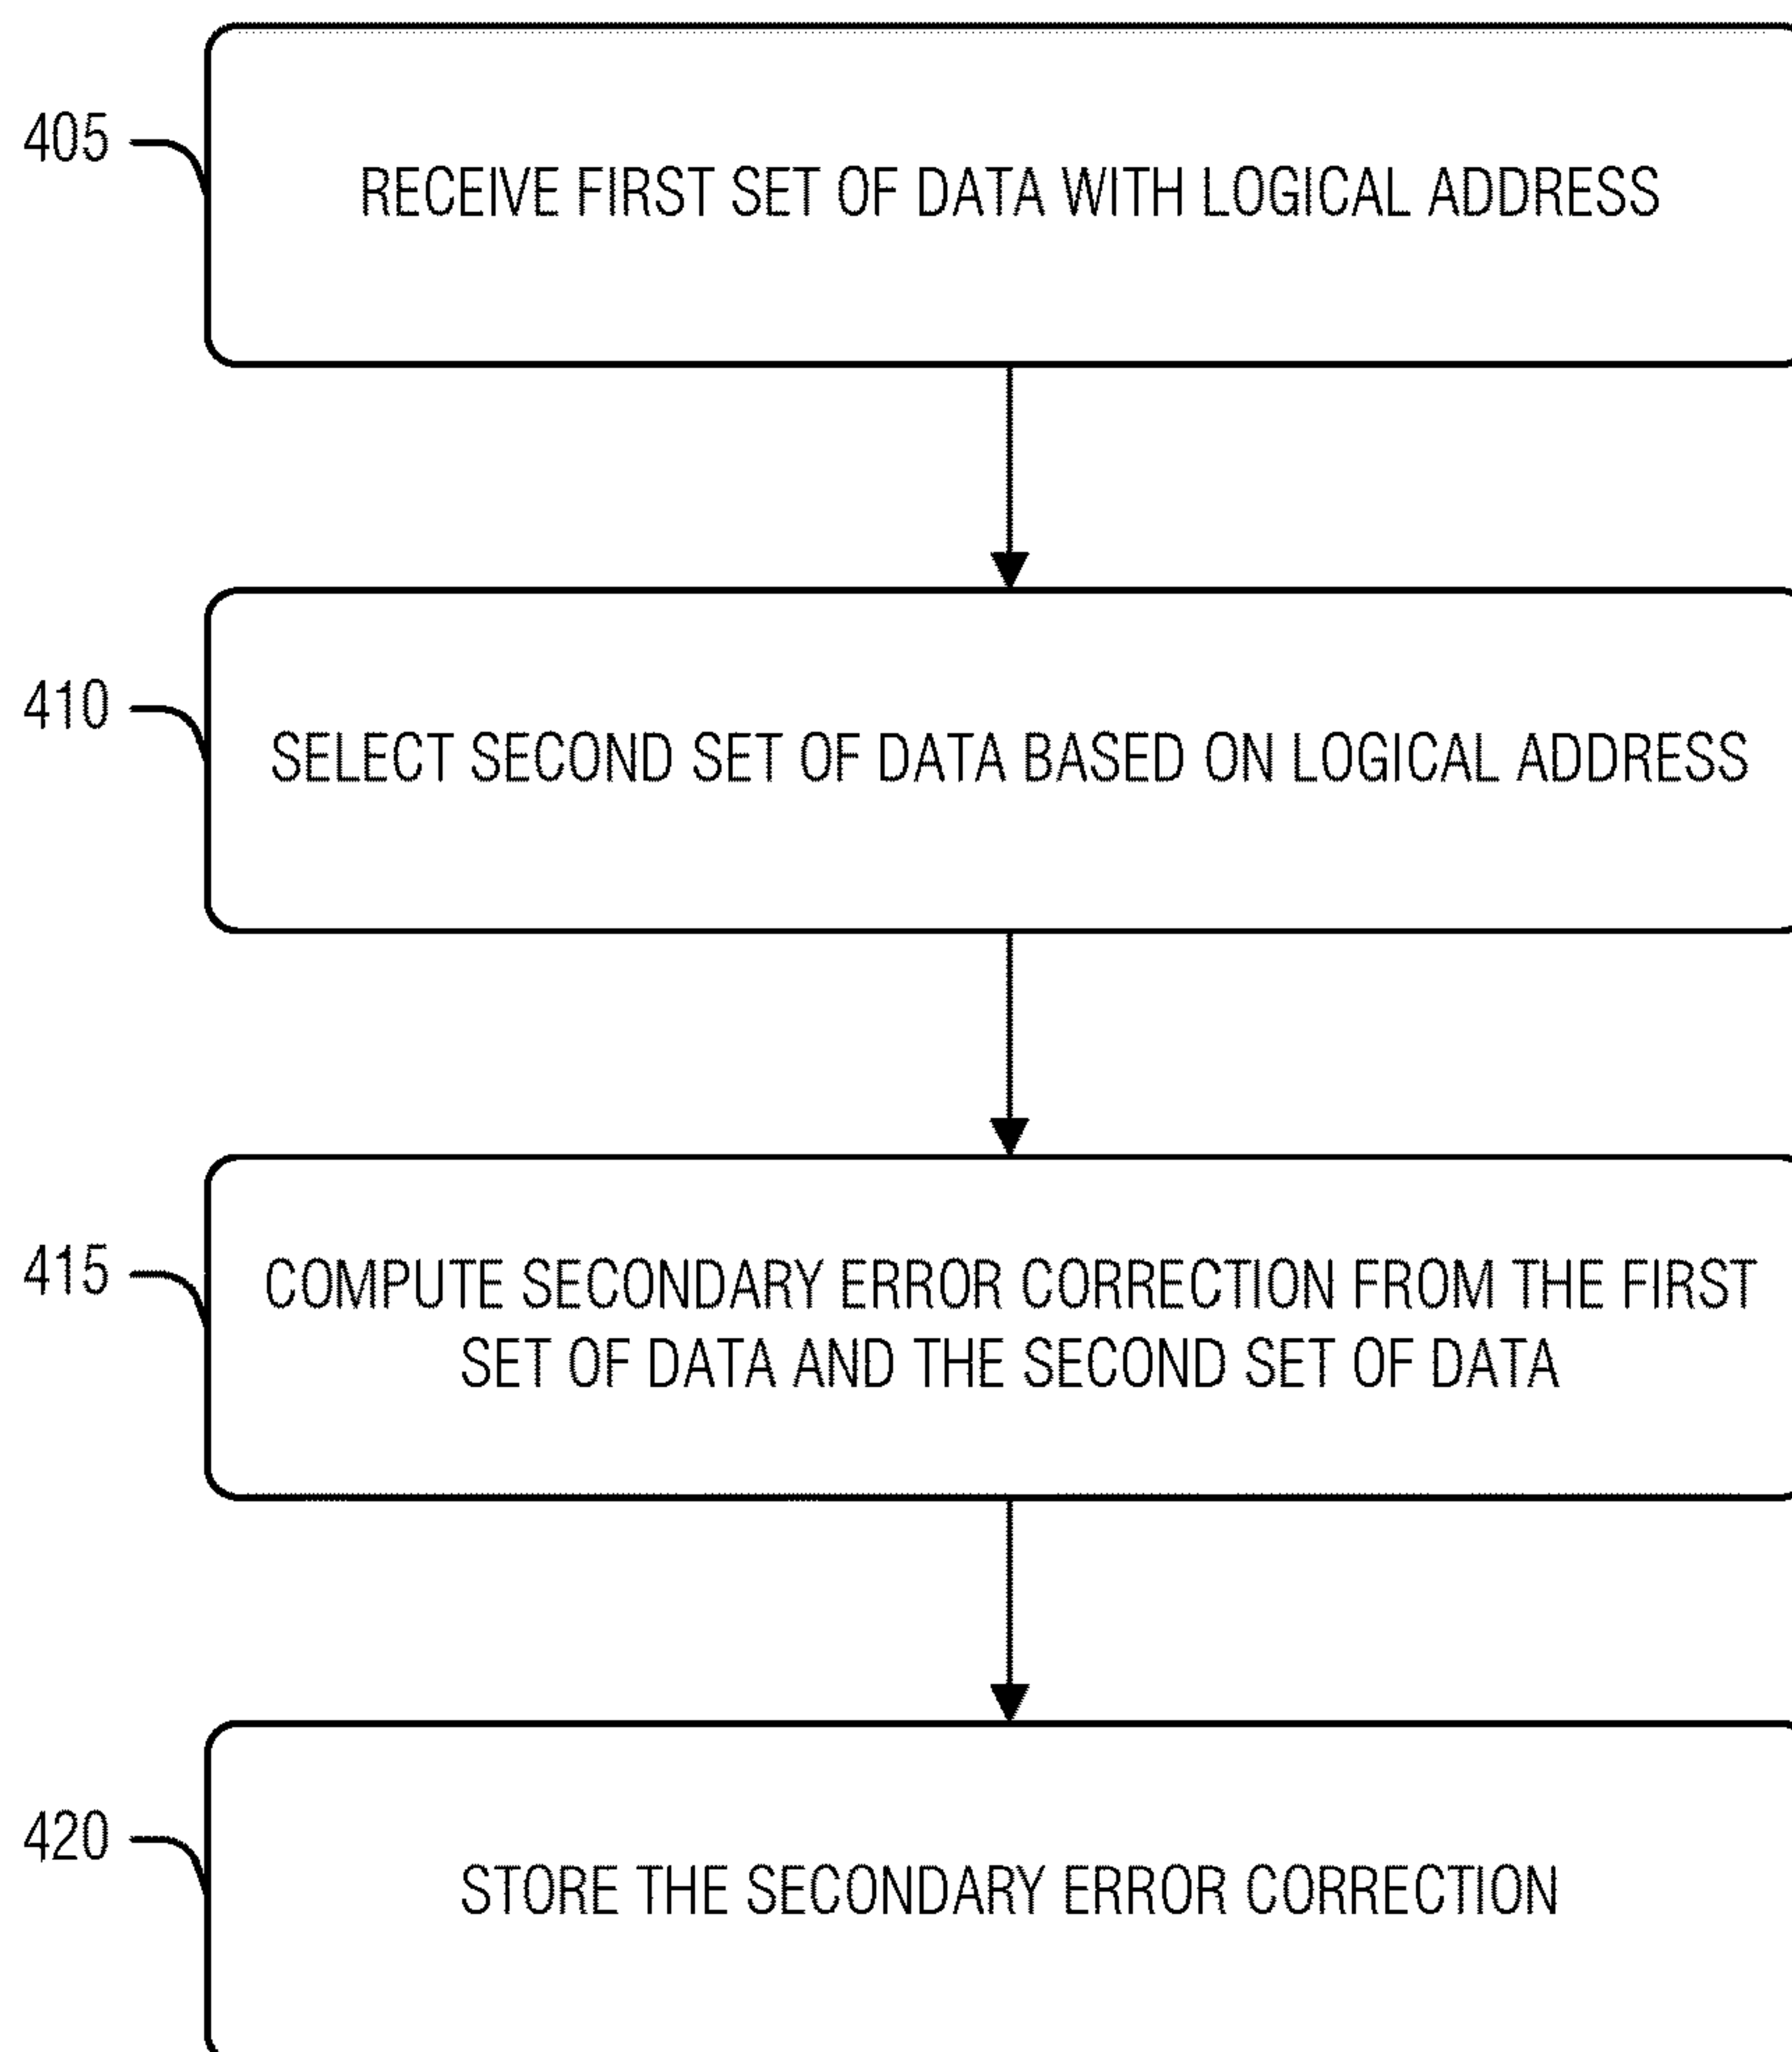 405
RECEIVE FIRST SET OF DATA WITH LOGICAL ADDRESS
410
SELECT SECOND SET OF DATA BASED ON LOGICAL ADDRESS
415
COMPUTE SECONDARY ERROR CORRECTION FROM THE FIRST
SET OF DATA AND THE SECOND SET OF DATA
420
STORE THE SECONDARY ERROR CORRECTION